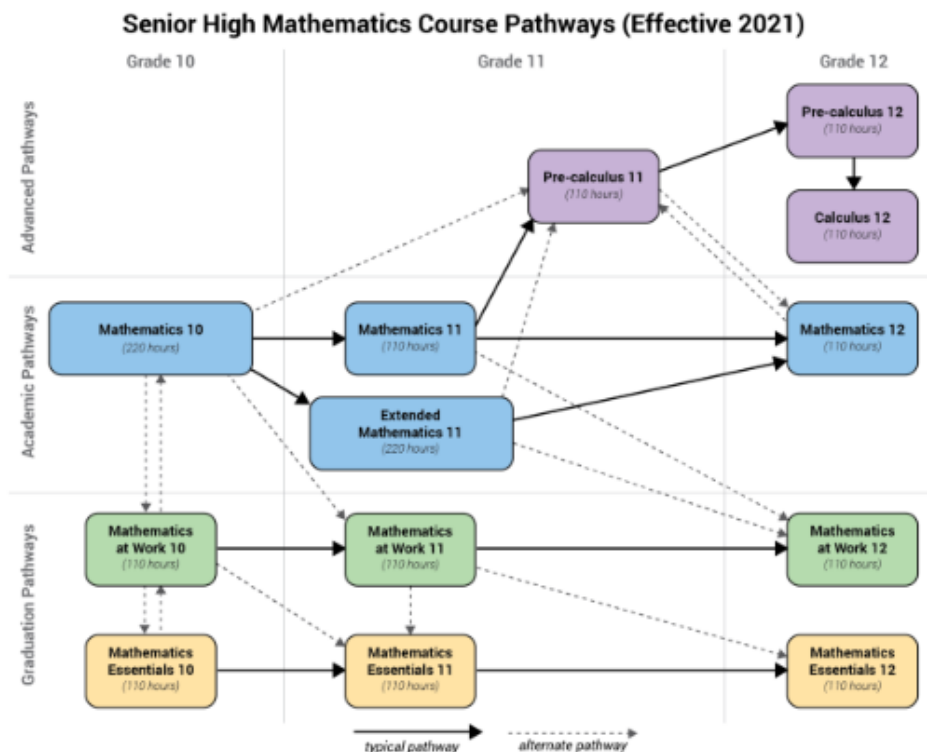 Senior High Mathematics Course Pathways (Effective 2021)
Grade 10
Grade 11
Grade 12
Advanced Pathways
Pre-calculus 12
(110 hours)
Pre-calculus 11
(110 hours)
Calculus 12
(110 hours)
Academic Pathways
Mathematics 10
(220 hours)
Mathematics 11
(110 hours)
Mathematics 12
(110 hours)
Extended
Mathematics 11
(220 hours)
Graduation Pathways
Mathematics
at Work 10
(110 hours)
Mathematics
at Work 11
(110 hours)
Mathematics
at Work 12
(110 hours)
Mathematics
Essentials 10
(110 hours)
Mathematics
Essentials 11
(110 hours)
Mathematics
Essentials 12
(110 hours)
typical pathway
alternate pathway